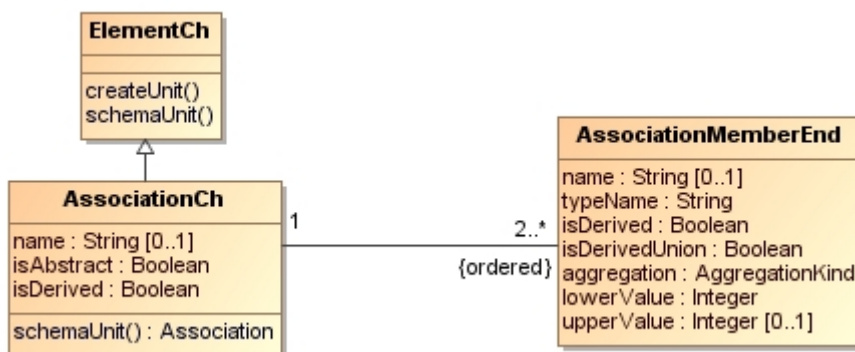 ElementCh
createUnit()
schemaUnit()
AssociationCh
name : String [0..1]
isAbstract : Boolean
isDerived : Boolean
schemaUnit() : Association
1
2..*
{ordered}
AssociationMemberEnd
name : String [0..1]
typeName : String
isDerived : Boolean
isDerivedUnion : Boolean
aggregation : AggregationKind
lowerValue : Integer
upperValue : Integer [0..1]